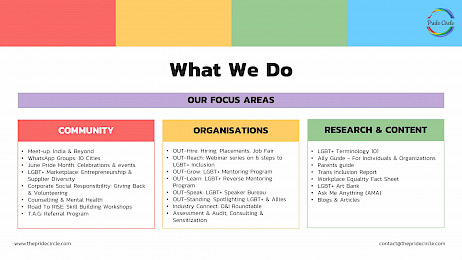 Pride Circle
What We Do
OUR FOCUS AREAS
COMMUNITY
• Meet-up: India & Beyond
• WhatsApp Groups: 10 Cities
• June Pride Month: Celebrations & events
• LGBT+ Marketplace: Entrepreneurship &
Supplier Diversity
• Corporate Social Responsibility: Giving Back
& Volunteering
• Counselling & Mental Health
• Road To RISE: Skill Building Workshops
• T.A.G: Referral Program
ORGANISATIONS
• OUT-Hire: Hiring, Placements, Job Fair
• OUT-Reach: Webinar series on 6 steps to
LGBT+ Inclusion
• OUT-Grow: LGBT+ Mentoring Program
• OUT-Learn: LGBT+ Reverse Mentoring
Program
• OUT-Speak: LGBT+ Speaker Bureau
• OUT-Standing: Spotlighting LGBT+ & Allies
• Industry Connect: D&I Roundtable
• Assessment & Audit, Consulting &
Sensitization
RESEARCH & CONTENT
• LGBT+ Terminology 101
• Ally Guide - For Individuals & Organizations
• Parents guide
• Trans Inclusion Report
• Workplace Equality Fact Sheet
• LGBT+ Art Bank
• Ask Me Anything (AMA)
• Blogs & Articles
www.thepridecircle.com
contact@thepridecircle.com